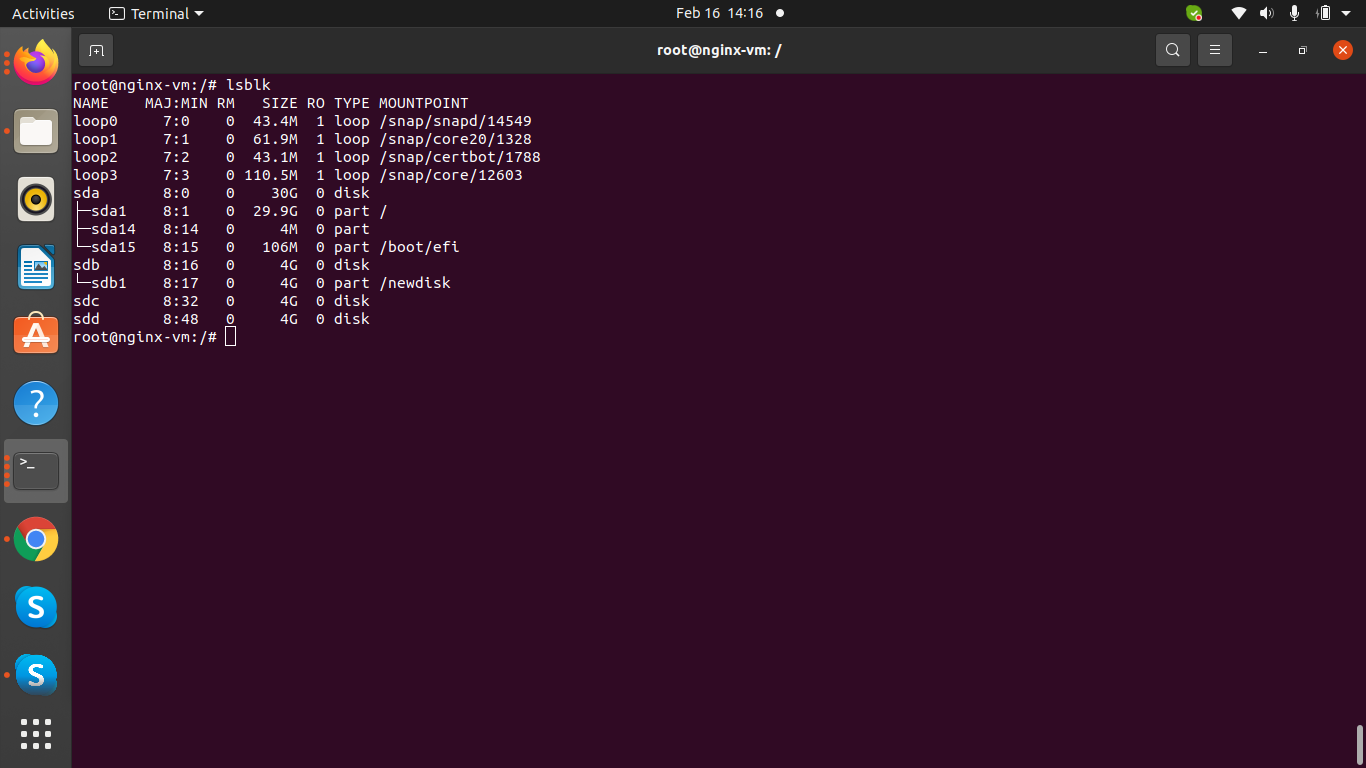 Activities
Terminal
Feb 16 14:16
root@nginx-vm: /
root@nginx-vm:/# lsblk
NAME    MAJ:MIN RM   SIZE RO TYPE MOUNTPOINT
loop0     7:0    0  43.4M  1 loop /snap/snapd/14549
loop1     7:1    0  61.9M  1 loop /snap/core20/1328
loop2     7:2    0  43.1M  1 loop /snap/certbot/1788
loop3     7:3    0 110.5M  1 loop /snap/core/12603
sda       8:0    0    30G  0 disk
├─sda1    8:1    0  29.9G  0 part /
├─sda14   8:14   0     4M  0 part
└─sda15   8:15   0   106M  0 part /boot/efi
sdb       8:16   0     4G  0 disk
└─sdb1    8:17   0     4G  0 part /newdisk
sdc       8:32   0     4G  0 disk
sdd       8:48   0     4G  0 disk
root@nginx-vm:/#